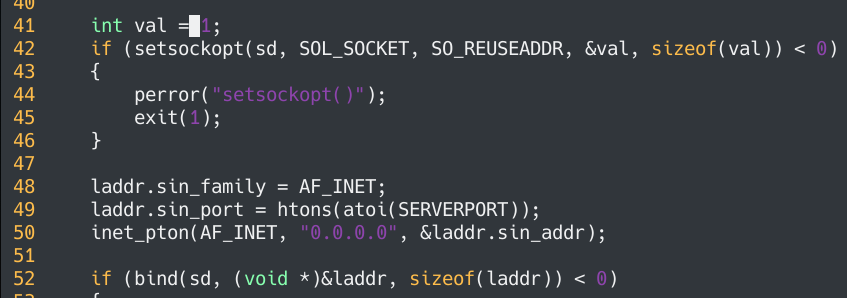 40
41 int val = 1;
42 if (setsockopt(sd, SOL_SOCKET, SO_REUSEADDR, &val, sizeof(val)) < 0)
43 {
44 perror("setsockopt()");
45 exit(1);
46 }
47
48 laddr.sin_family = AF_INET;
49 laddr.sin_port = htons(atoi(SERVERPORT));
50 inet_pton(AF_INET, "0.0.0.0", &laddr.sin_addr);
51
52 if (bind(sd, (void *)&laddr, sizeof(laddr)) < 0)
53 {